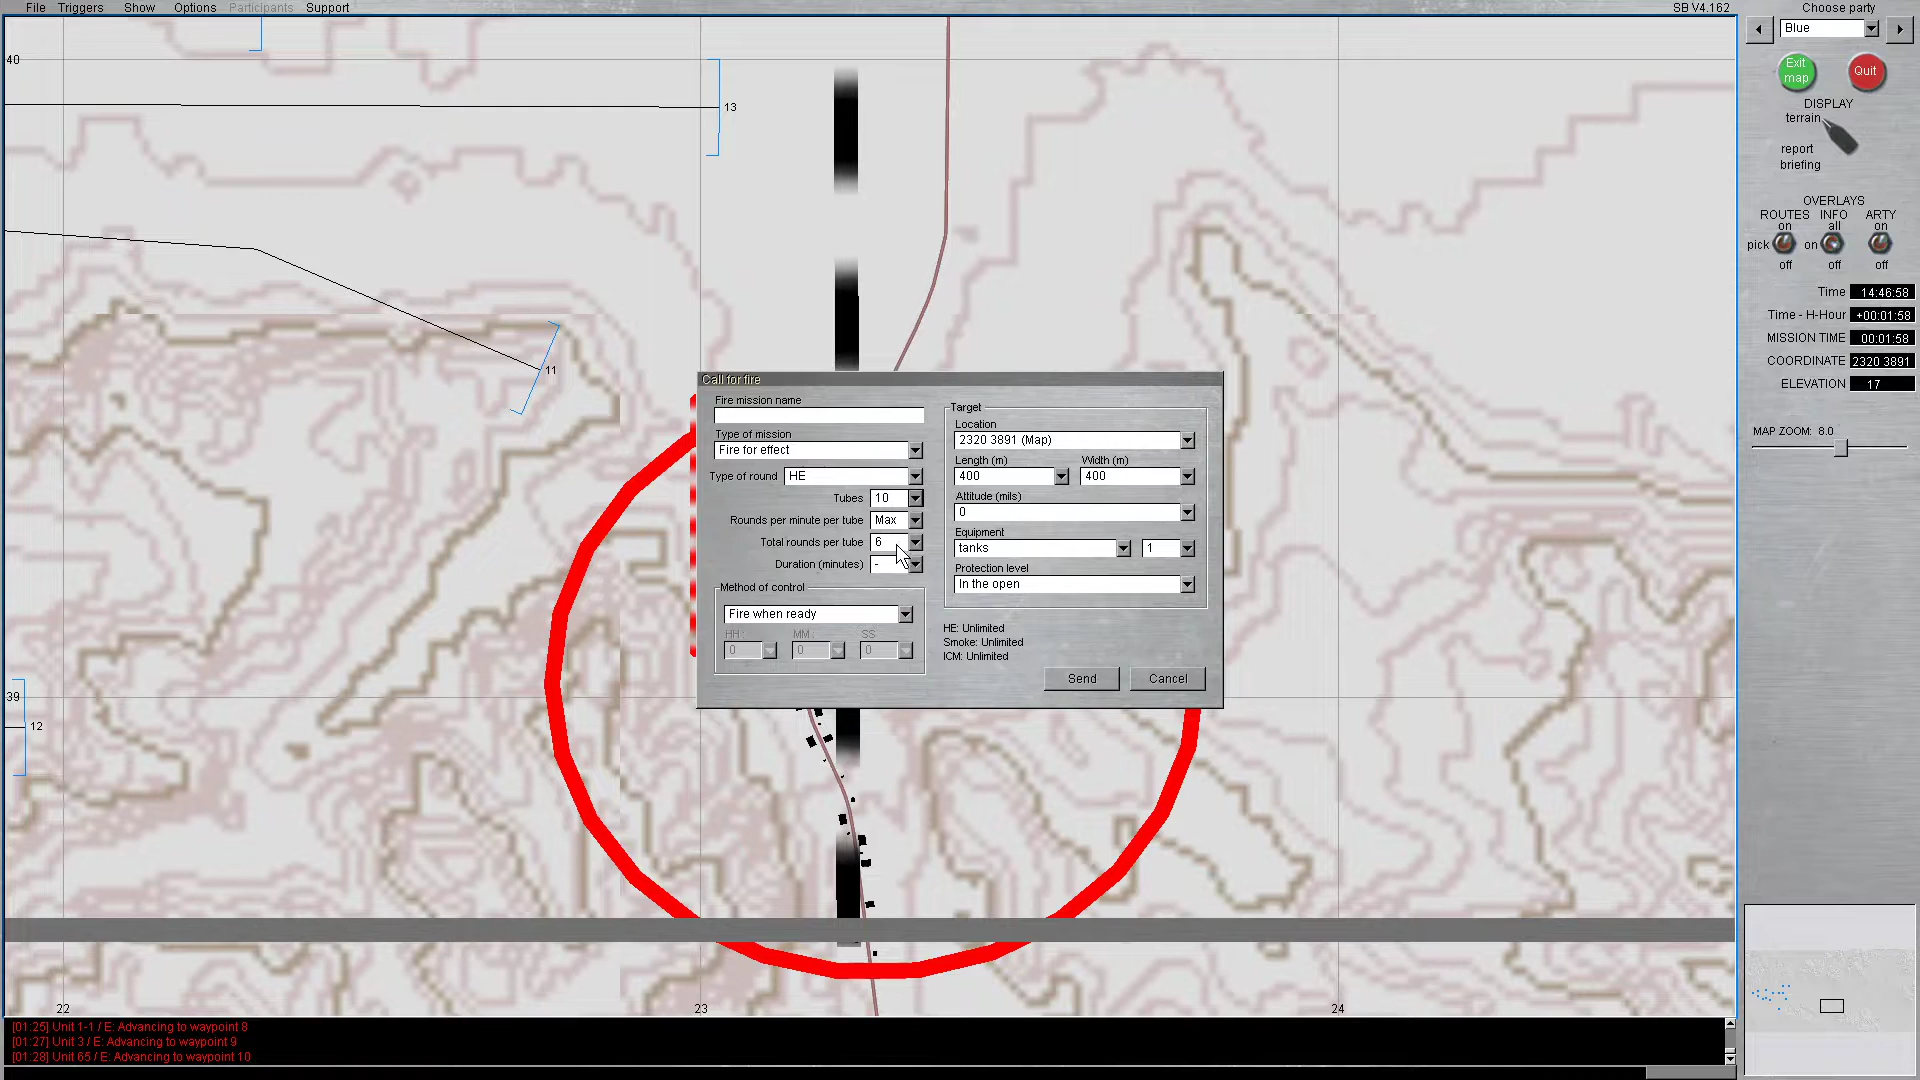 File Triggers Show Options Participants Support SB V4.162
40
13
11
39
12
22 23 24
Call for fire
Fire mission name
Type of mission
Fire for effect
Type of round HE
Tubes 10
Rounds per minute per tube Max
Total rounds per tube 6
Duration (minutes) -
Method of control
Fire when ready
HH: MM: SS
0 0 0
Target
Location
2320 3891 (Map)
Length (m) Width (m)
400 400
Attitude (mils)
0
Equipment
tanks 1
Protection level
In the open
HE: Unlimited
Smoke: Unlimited
ICM: Unlimited
Send Cancel
Choose party
Blue
Exit map Quit
DISPLAY
terrain
report
briefing
OVERLAYS
ROUTES INFO ARTY
on all on
pick on
off off off
Time 14:46:58
Time - H-Hour +00:01:58
MISSION TIME 00:01:58
COORDINATE 2320 3891
ELEVATION 17
MAP ZOOM: 8.0
[01:25] Unit 1-1 / E: Advancing to waypoint 8
[01:27] Unit 3 / E: Advancing to waypoint 9
[01:28] Unit 65 / E: Advancing to waypoint 10